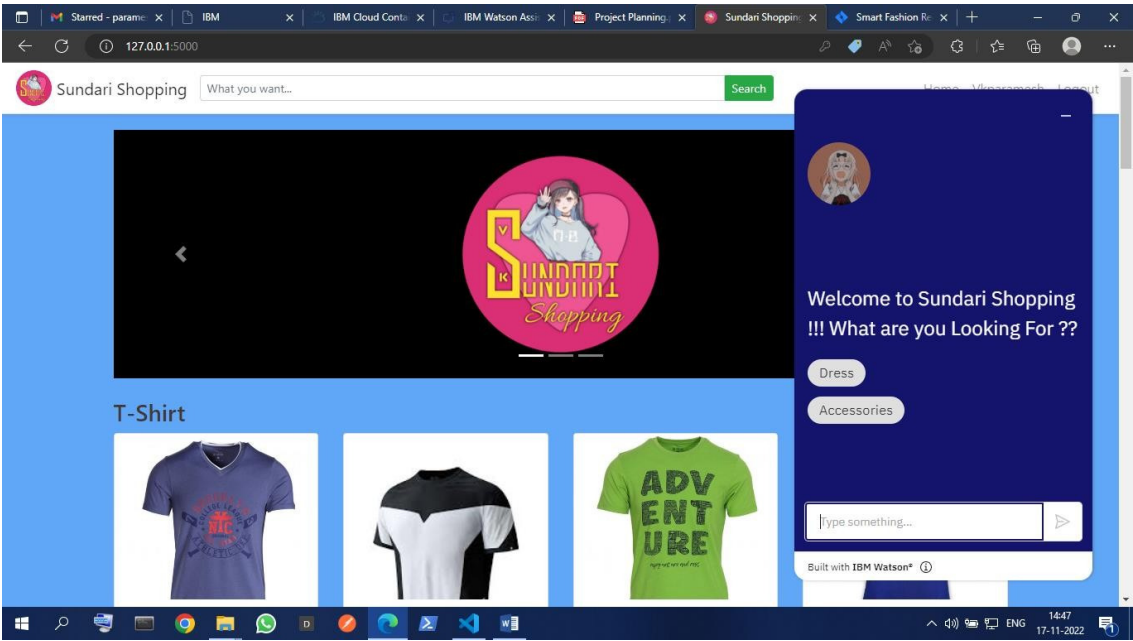 Starred - parame
IBM
IBM Cloud Conta
IBM Watson Assi
Project Planning.
Sundari Shopping
Smart Fashion Re
127.0.0.1:5000
Sundari Shopping
What you want...
Search
Home Vkparamesh Logout
V
K
SUNDARI
Shopping
Welcome to Sundari Shopping
!!! What are you Looking For ??
Dress
Accessories
Type something...
Built with IBM Watson®
T-Shirt
COLLEGE LEAGUE
ADV
ENT
URE
ENG
14:47
17-11-2022